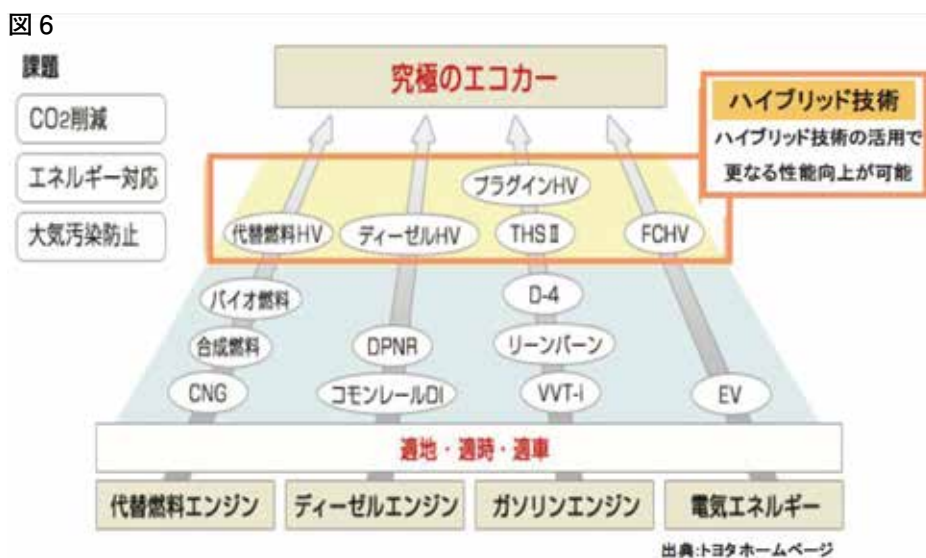 図6
課題
CO2削減
エネルギー対応
大気汚染防止
究極のエコカー
ハイブリッド技術
ハイブリッド技術の活用で
更なる性能向上が可能
プラグインHV
代替燃料HV
ディーゼルHV
THSⅡ
FCHV
バイオ燃料
D-4
合成燃料
DPNR
リーンバーン
CNG
コモンレールDI
VVT-i
EV
適地・適時・適車
代替燃料エンジン
ディーゼルエンジン
ガソリンエンジン
電気エネルギー
出典:トヨタホームページ